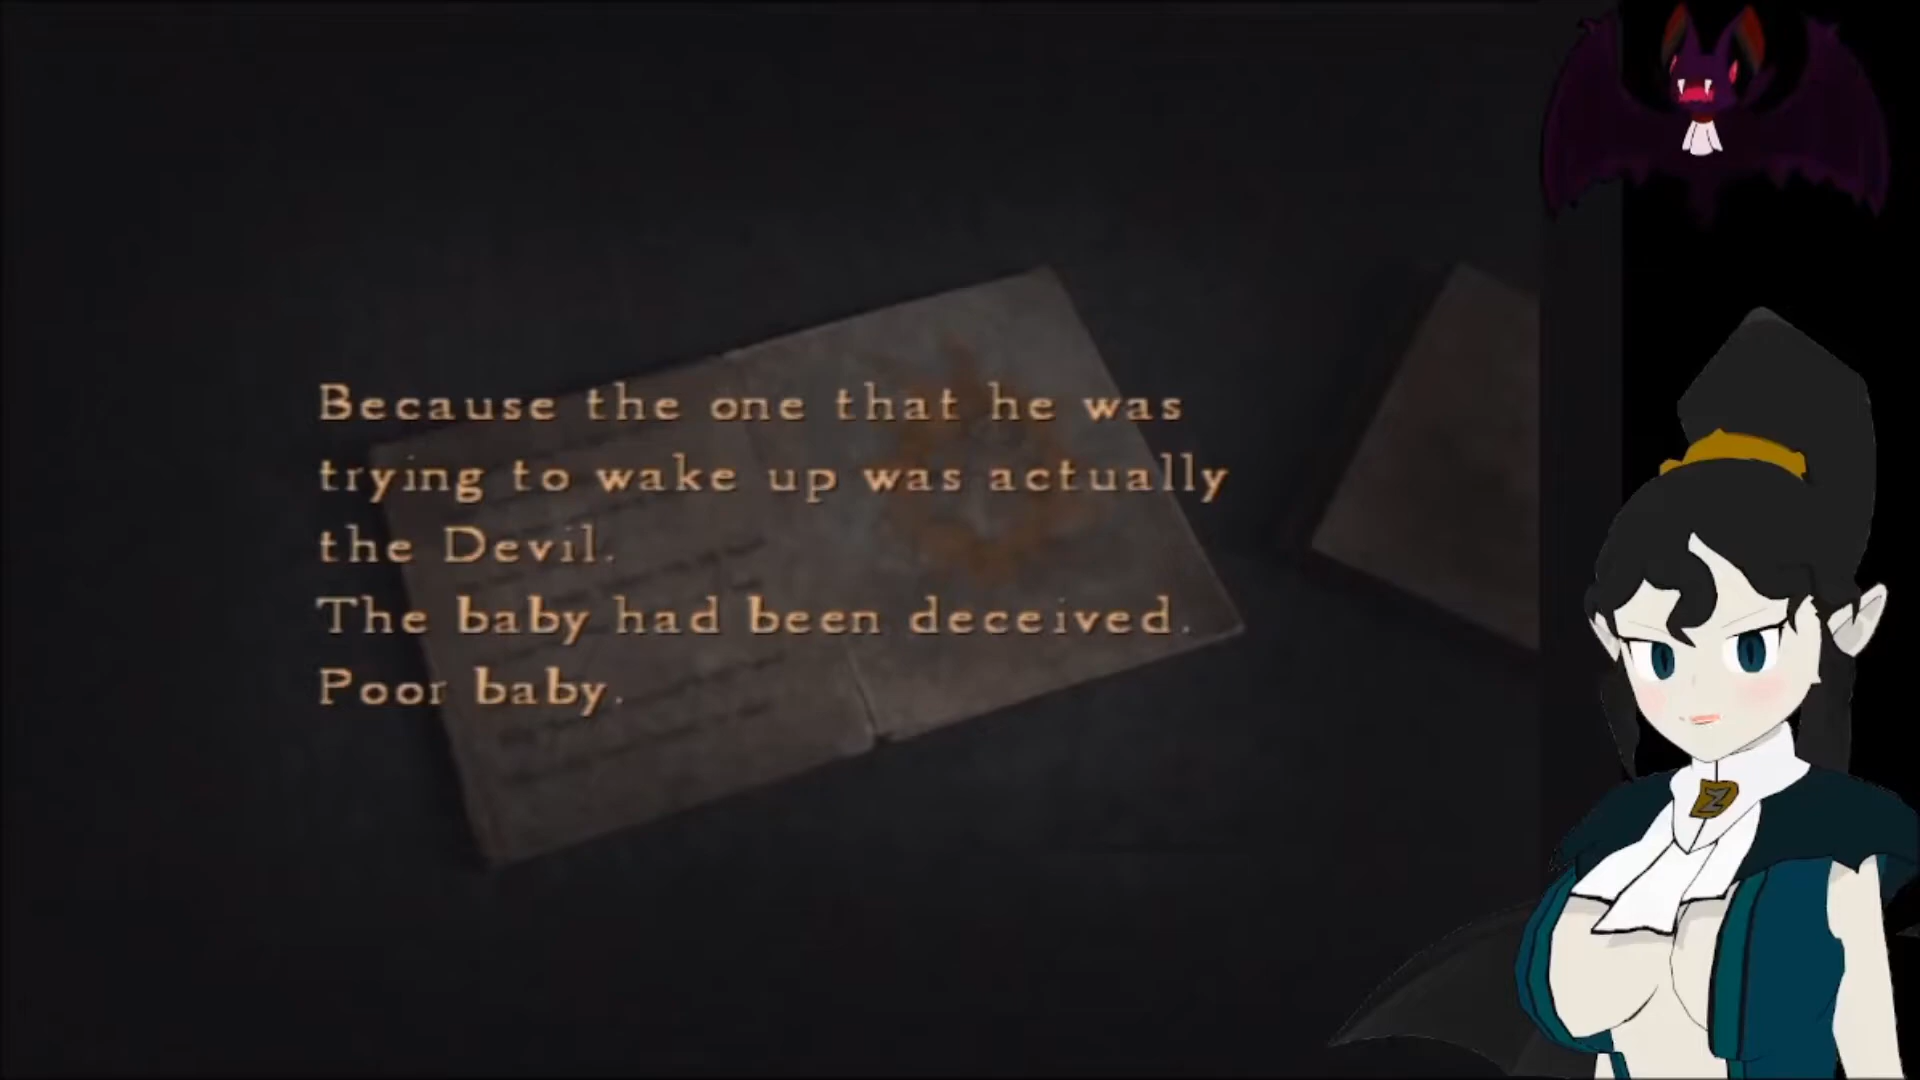 Because the one that he was
trying to wake up was actually
the Devil.
The baby had been deceived.
Poor baby.
Z